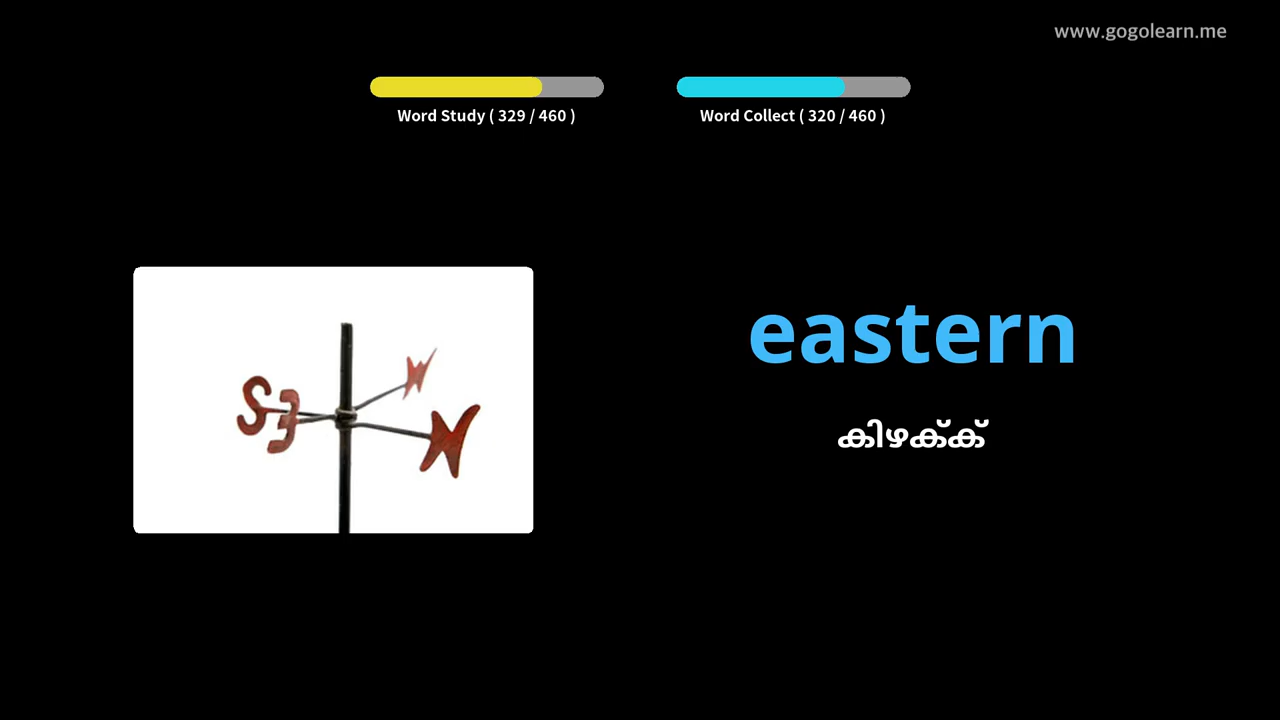 www.gogolearn.me
Word Study ( 329 / 460 )
Word Collect ( 320 / 460 )
S E N
eastern
കിഴക്ക്